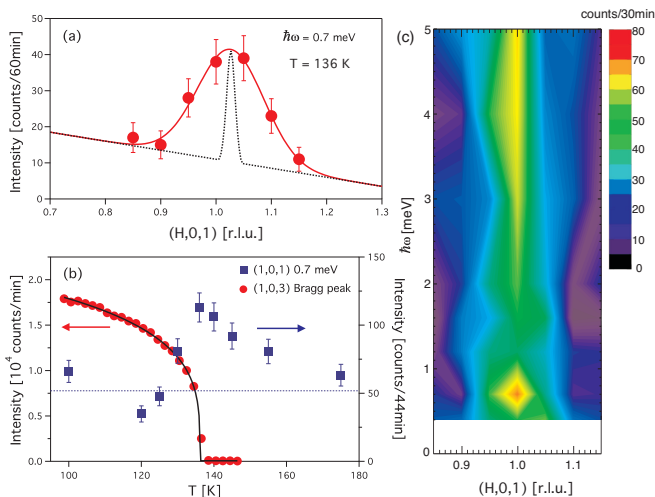 (a)
ħω = 0.7 meV
T = 136 K
Intensity [counts/60min]
60
50
40
30
20
10
0
0.7 0.8 0.9 1.0 1.1 1.2 1.3
(H,0,1) [r.l.u.]
(b)
(1,0,1) 0.7 meV
(1,0,3) Bragg peak
Intensity [10⁴ counts/min]
2.0
1.5
1.0
0.5
0.0
150
100
50
0
Intensity [counts/44min]
100 120 140 160 180
T [K]
(c)
counts/30min
80
70
60
50
40
30
20
10
0
ħω [meV]
5
4
3
2
1
0
0.9 1.0 1.1
(H,0,1) [r.l.u.]